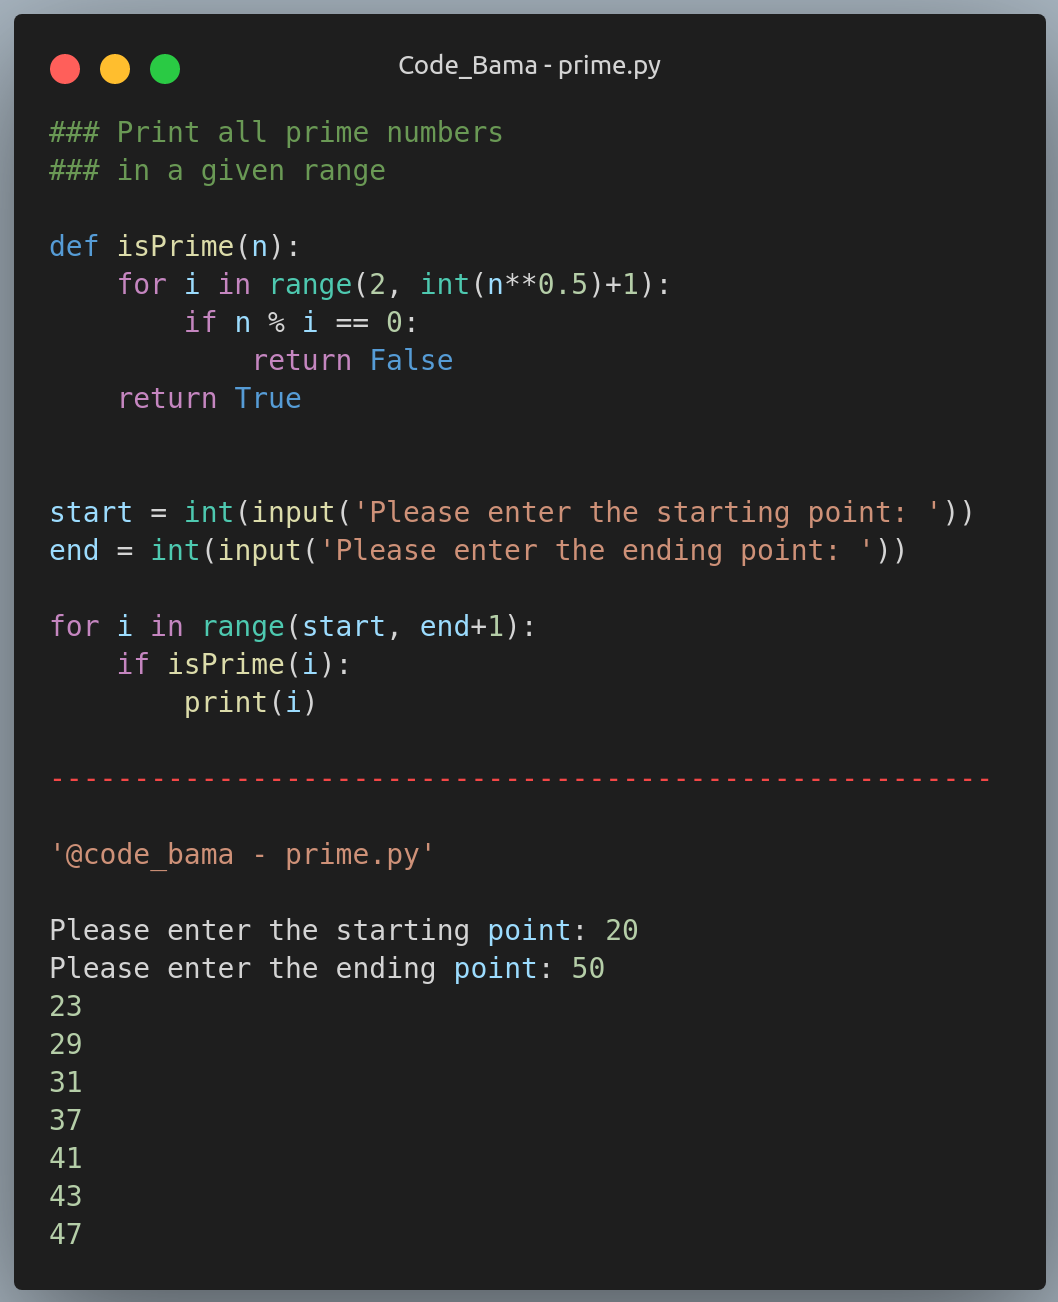 Code_Bama - prime.py
### Print all prime numbers
### in a given range
def isPrime(n):
    for i in range(2, int(n**0.5)+1):
        if n % i == 0:
            return False
    return True
start = int(input('Please enter the starting point: '))
end = int(input('Please enter the ending point: '))
for i in range(start, end+1):
    if isPrime(i):
        print(i)
--------------------------------------------------------
'@code_bama - prime.py'
Please enter the starting point: 20
Please enter the ending point: 50
23
29
31
37
41
43
47